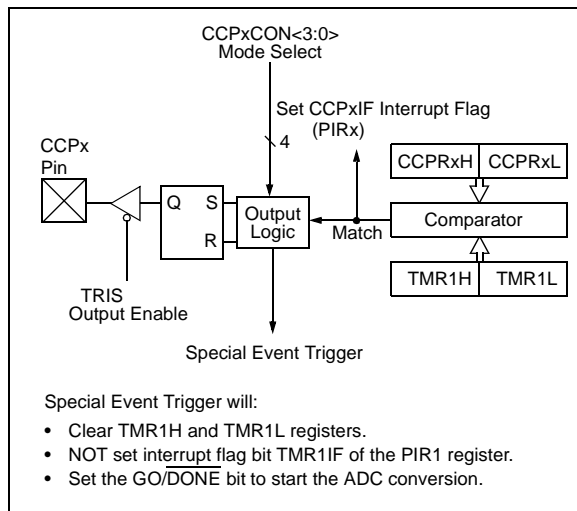 CCPxCON<3:0>
Mode Select
Set CCPxIF Interrupt Flag
(PIRx)
4
CCPx
Pin
CCPRxH CCPRxL
Q S
R
Output
Logic
Match
Comparator
TRIS
Output Enable
TMR1H TMR1L
Special Event Trigger
Special Event Trigger will:
• Clear TMR1H and TMR1L registers.
• NOT set interrupt flag bit TMR1IF of the PIR1 register.
• Set the GO/DONE bit to start the ADC conversion.